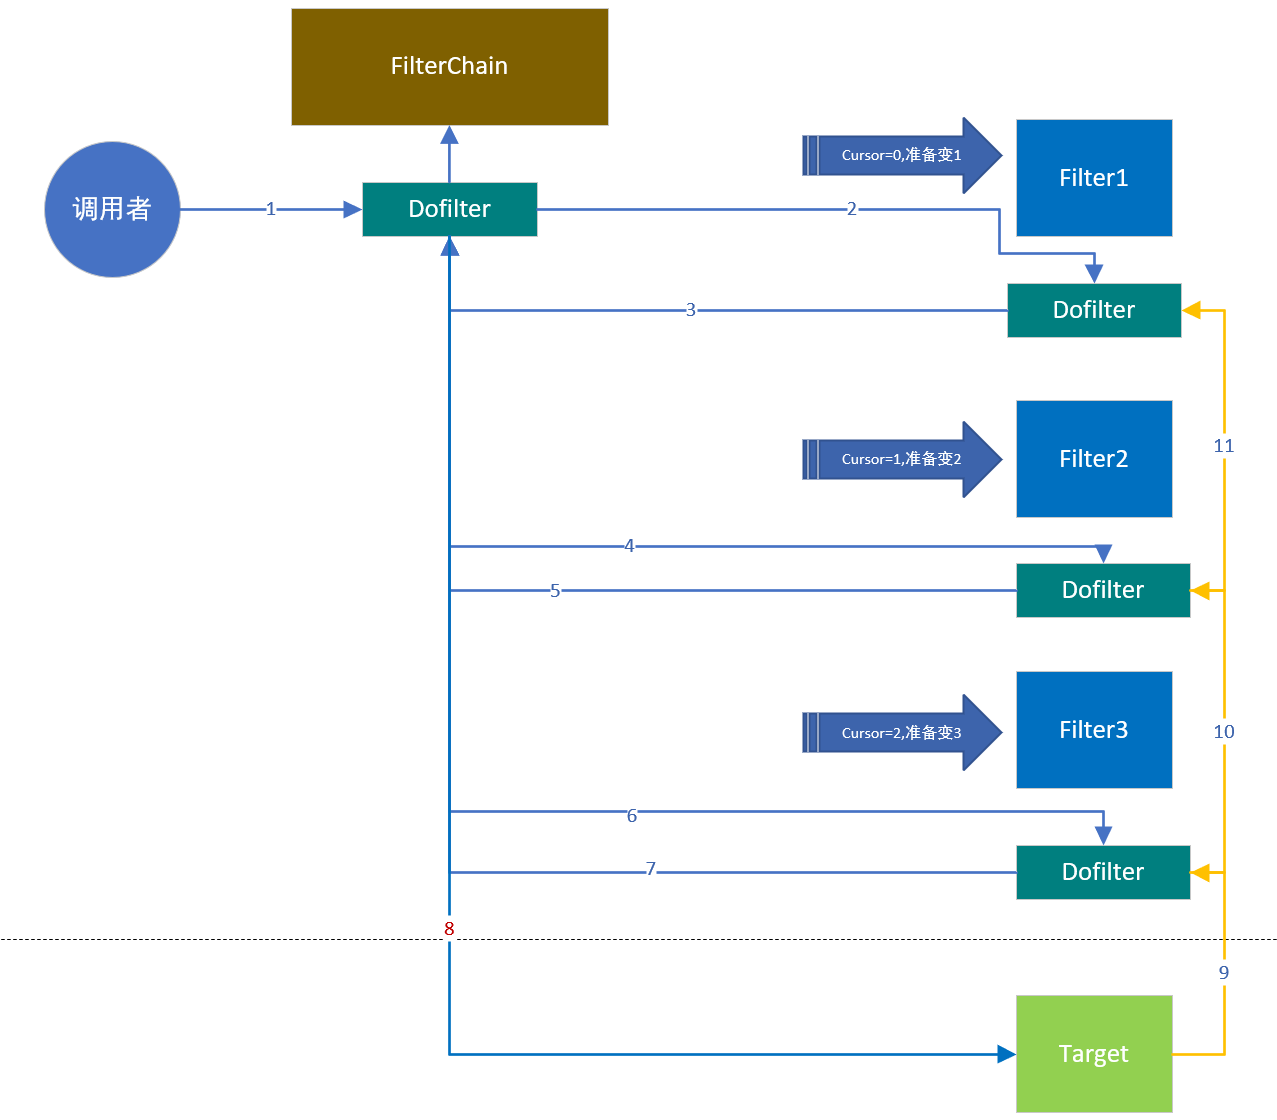 FilterChain
Cursor=0,准备变1
Filter1
调用者
1
Dofilter
2
3
Dofilter
Cursor=1,准备变2
Filter2
11
4
5
Dofilter
Cursor=2,准备变3
Filter3
10
6
7
Dofilter
8
9
Target